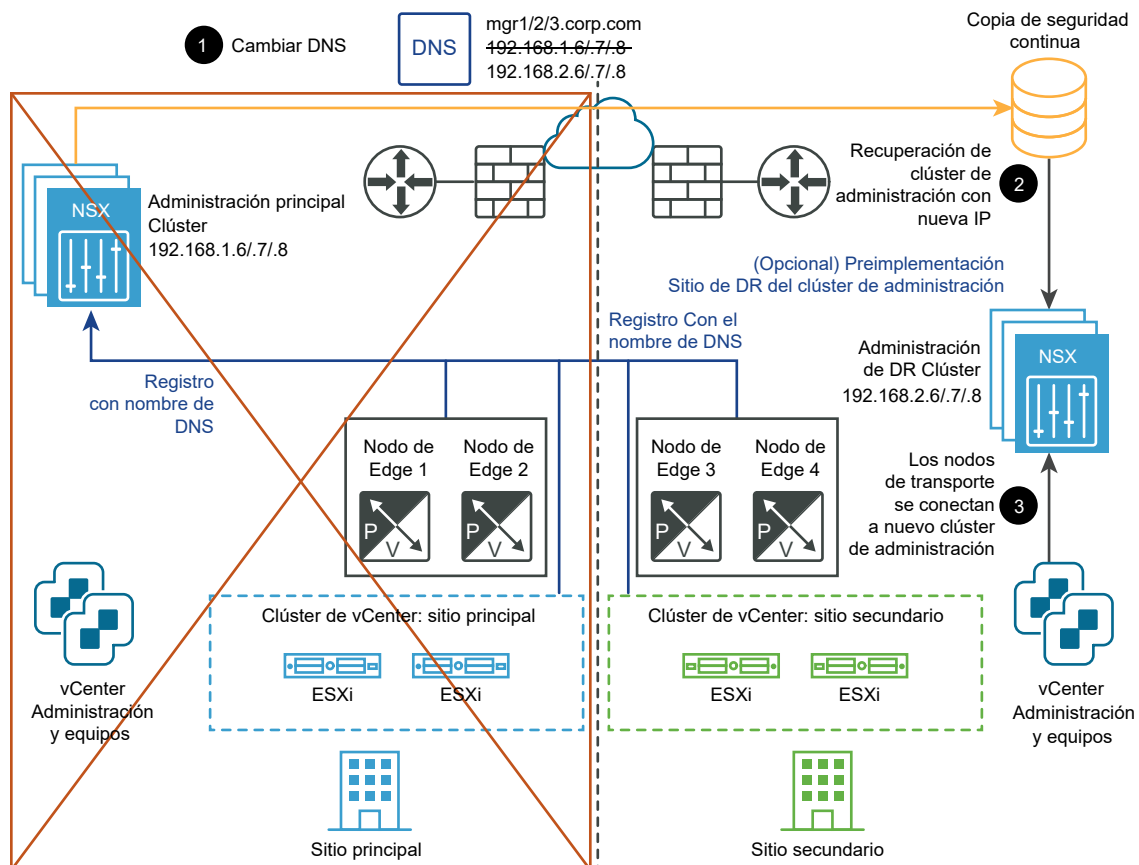 1
Cambiar DNS
DNS
mgr1/2/3.corp.com
192.168.1.6/.7/.8
192.168.2.6/.7/.8
Copia de seguridad
continua
NSX
Administración principal
Clúster
192.168.1.6/.7/.8
Recuperación de
clúster de
administración con
nueva IP
2
(Opcional) Preimplementación
Sitio de DR del clúster de administración
Registro Con el
nombre de DNS
Registro
con nombre de
DNS
Administración
de DR Clúster
192.168.2.6/.7/.8
NSX
Nodo de
Edge 1
Nodo de
Edge 2
Nodo de
Edge 3
Nodo de
Edge 4
P
V
P
V
P
V
P
V
Los nodos
de transporte
se conectan
a nuevo clúster
de administración
3
Clúster de vCenter: sitio principal
ESXi
ESXi
Clúster de vCenter: sitio secundario
ESXi
ESXi
vCenter
Administración
y equipos
vCenter
Administración
y equipos
Sitio principal
Sitio secundario